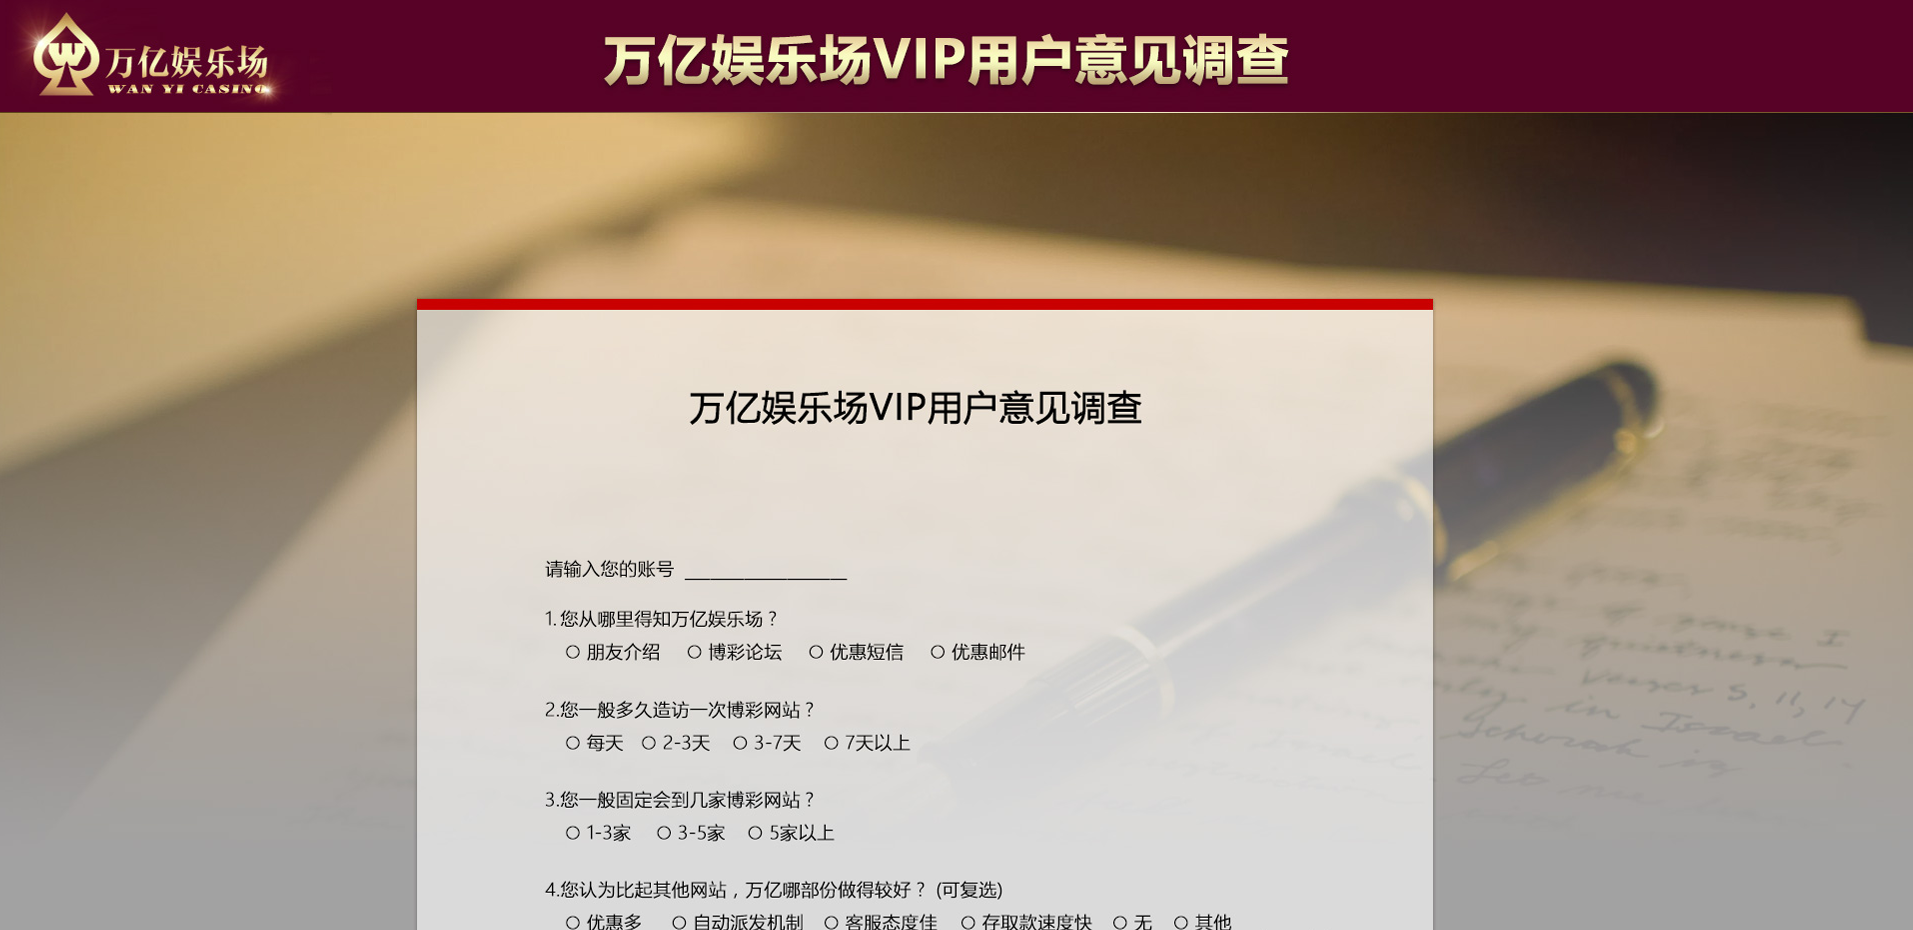 万亿娱乐场
WAN YI CASINO
万亿娱乐场VIP用户意见调查
万亿娱乐场VIP用户意见调查
请输入您的账号 ________________
1. 您从哪里得知万亿娱乐场？
○ 朋友介绍 ○ 博彩论坛 ○ 优惠短信 ○ 优惠邮件
2.您一般多久造访一次博彩网站？
○ 每天 ○ 2-3天 ○ 3-7天 ○ 7天以上
3.您一般固定会到几家博彩网站？
○ 1-3家 ○ 3-5家 ○ 5家以上
4.您认为比起其他网站，万亿哪部份做得较好？ (可复选)
○ 优惠多 ○ 自动派发机制 ○ 客服态度佳 ○ 存取款速度快 ○ 无 ○ 其他